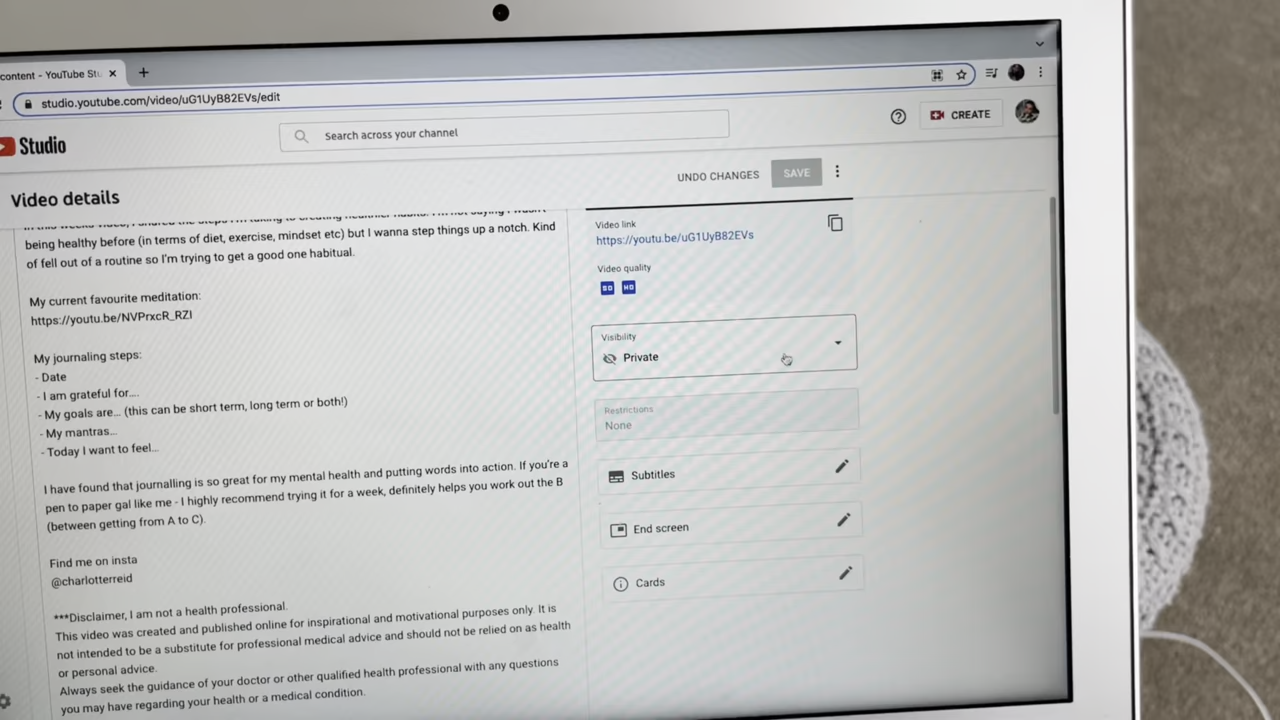 content - YouTube Stu
studio.youtube.com/video/uG1UyB82EVs/edit
Studio
Search across your channel
CREATE
Video details
UNDO CHANGES
SAVE
being healthy before (in terms of diet, exercise, mindset etc) but I wanna step things up a notch. Kind
of fell out of a routine so I'm trying to get a good one habitual.
My current favourite meditation:
https://youtu.be/NVPrxcR_RZI
My journaling steps:
- Date
- I am grateful for....
- My goals are... (this can be short term, long term or both!)
- My mantras...
- Today I want to feel...
I have found that journalling is so great for my mental health and putting words into action. If you're a
pen to paper gal like me - I highly recommend trying it for a week, definitely helps you work out the B
(between getting from A to C).
Find me on insta
@charlotterreid
***Disclaimer, I am not a health professional.
This video was created and published online for inspirational and motivational purposes only. It is
not intended to be a substitute for professional medical advice and should not be relied on as health
or personal advice.
Always seek the guidance of your doctor or other qualified health professional with any questions
you may have regarding your health or a medical condition.
Video link
https://youtu.be/uG1UyB82EVs
Video quality
SD HD
Visibility
Private
Restrictions
None
Subtitles
End screen
Cards